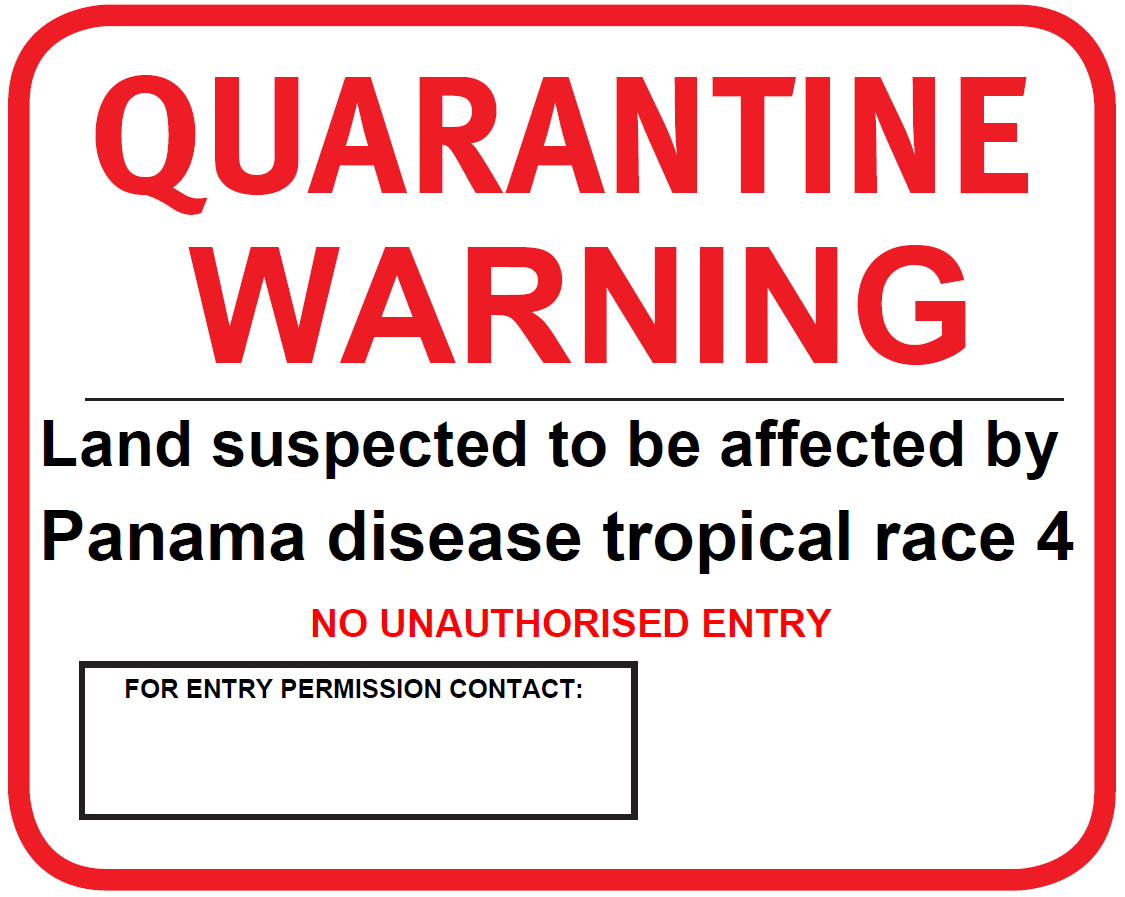 QUARANTINE
WARNING
Land suspected to be affected by
Panama disease tropical race 4
NO UNAUTHORISED ENTRY
FOR ENTRY PERMISSION CONTACT: